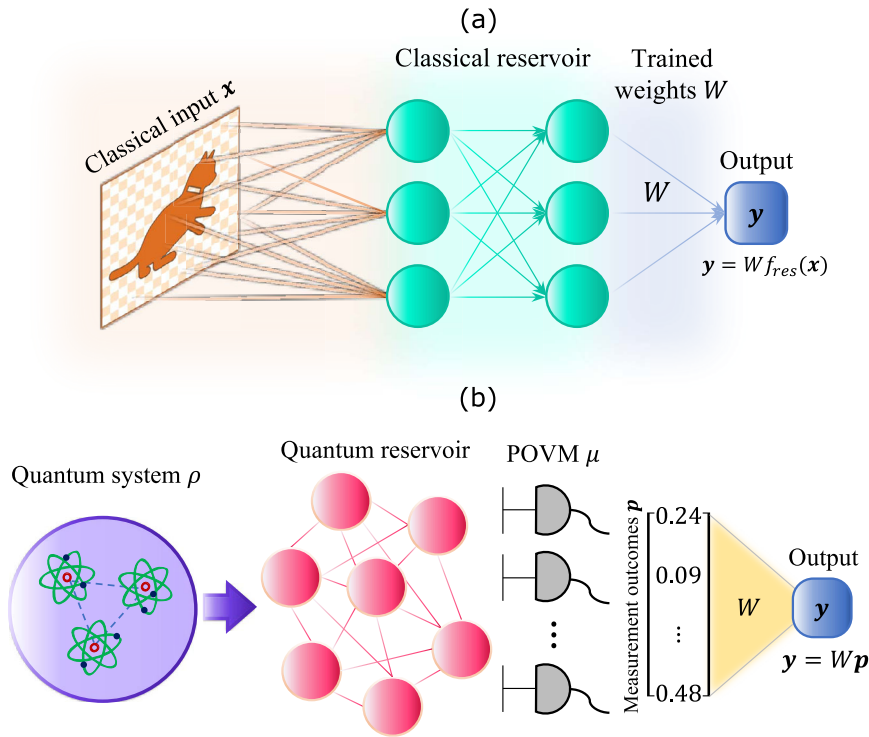 (a)
Classical input 𝒙
Classical reservoir
Trained
weights W
W
Output
y
y = Wf_res(x)
(b)
Quantum system ρ
Quantum reservoir
POVM μ
Measurement outcomes p
0.24
0.09
...
0.48
W
Output
y
y = Wp